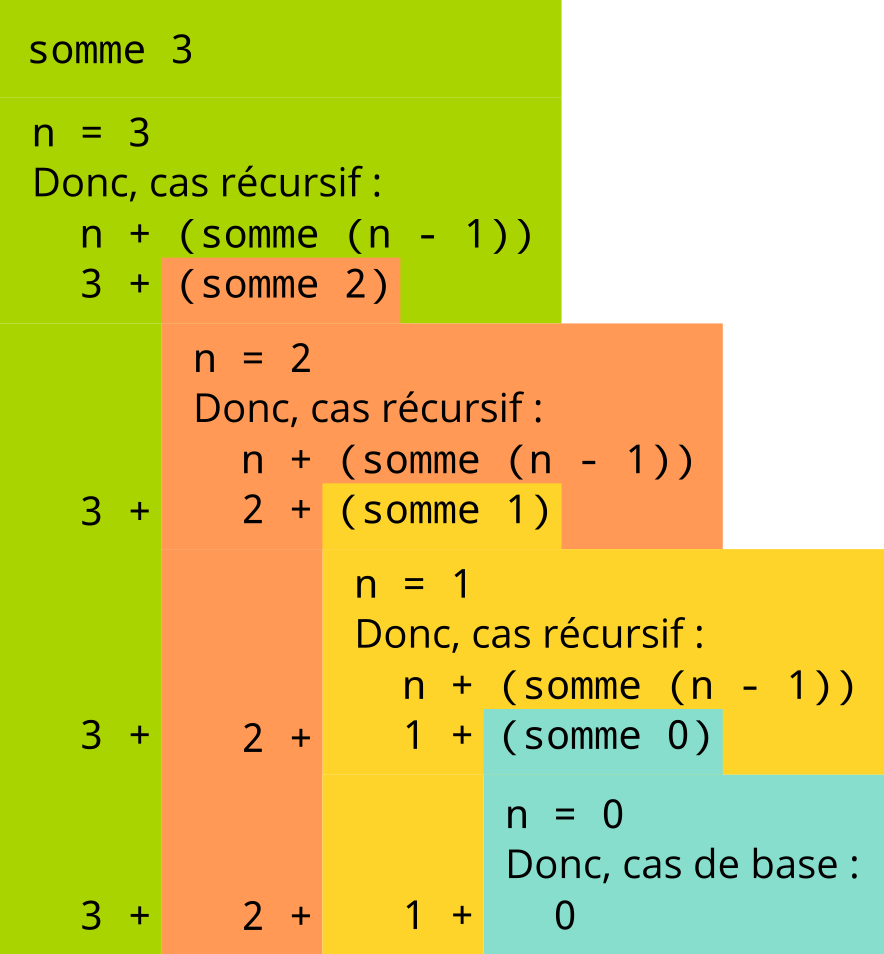 somme 3
n = 3
Donc, cas récursif :
n + (somme (n - 1))
3 + (somme 2)
n = 2
Donc, cas récursif :
n + (somme (n - 1))
3 + 2 + (somme 1)
n = 1
Donc, cas récursif :
n + (somme (n - 1))
3 + 2 + 1 + (somme 0)
n = 0
Donc, cas de base :
3 + 2 + 1 + 0